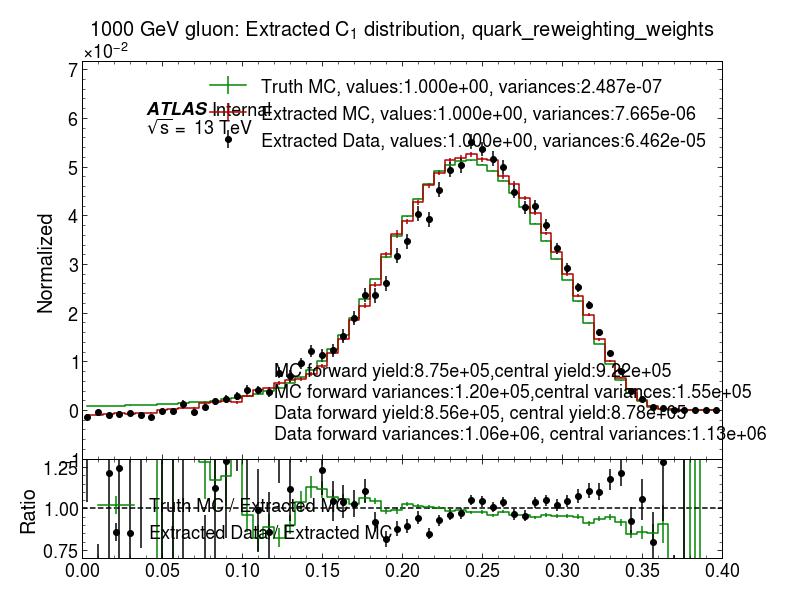 1000 GeV gluon: Extracted C₁ distribution, quark_reweighting_weights
×10⁻²
Truth MC, values:1.000e+00, variances:2.487e-07
ATLAS Internal
Extracted MC, values:1.000e+00, variances:7.665e-06
√s = 13 TeV
Extracted Data, values:1.000e+00, variances:6.462e-05
7
6
5
4
3
2
1
0
Normalized
MC forward yield:8.75e+05,central yield:9.22e+05
MC forward variances:1.20e+05,central variances:1.55e+05
Data forward yield:8.56e+05, central yield:8.78e+05
Data forward variances:1.06e+06, central variances:1.13e+06
1.25
1.00
0.75
Ratio
Truth MC / Extracted MC
Extracted Data / Extracted MC
0.00 0.05 0.10 0.15 0.20 0.25 0.30 0.35 0.40